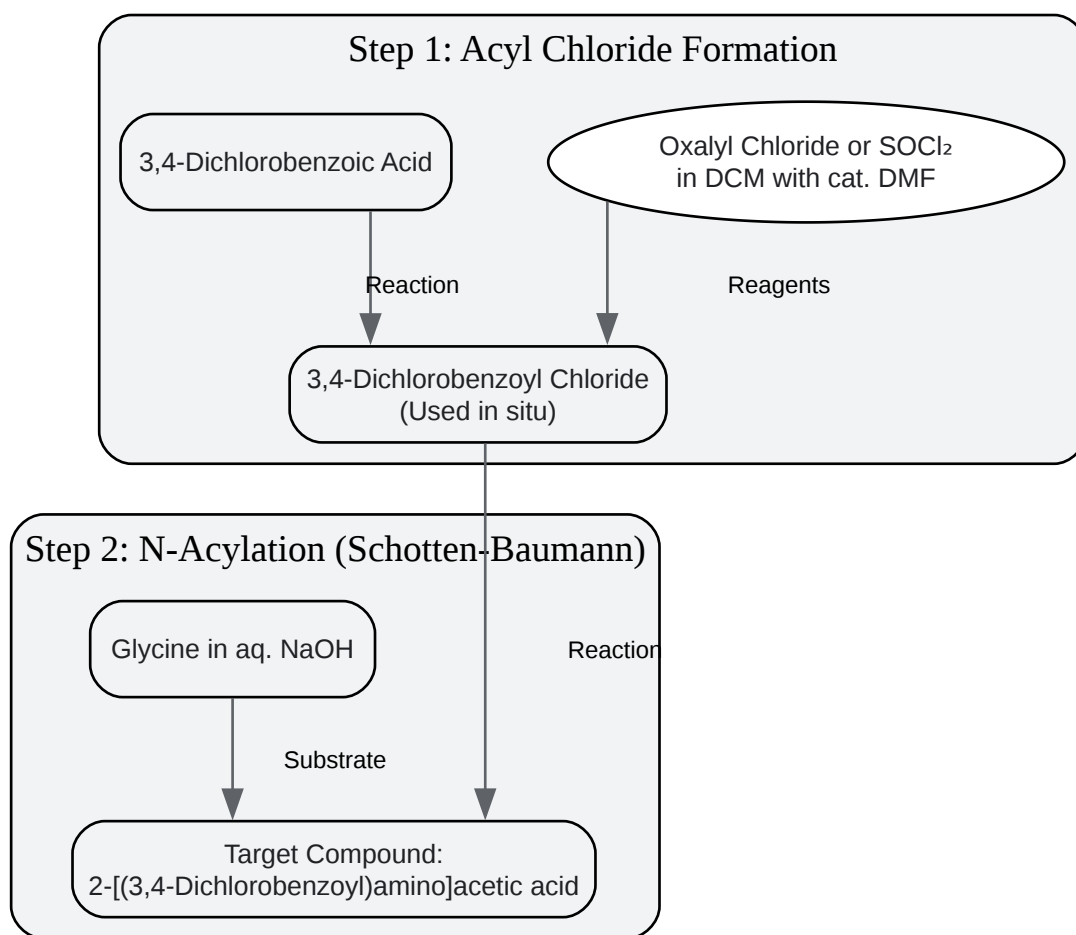 Step 1: Acyl Chloride Formation
3,4-Dichlorobenzoic Acid
Oxalyl Chloride or SOCl₂
in DCM with cat. DMF
Reaction
Reagents
3,4-Dichlorobenzoyl Chloride
(Used in situ)
Step 2: N-Acylation (Schotten-Baumann)
Glycine in aq. NaOH
Reaction
Substrate
Target Compound:
2-[(3,4-Dichlorobenzoyl)amino]acetic acid